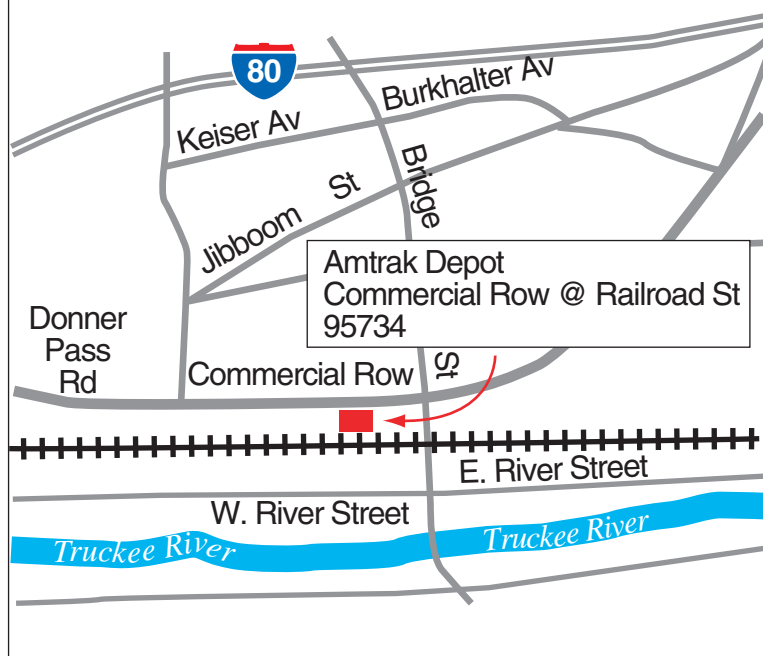 80
Burkhalter Av
Keiser Av
Bridge
St
Jibboom St
Amtrak Depot
Commercial Row @ Railroad St
95734
Donner
Pass
Rd
Commercial Row
E. River Street
W. River Street
Truckee River
Truckee River